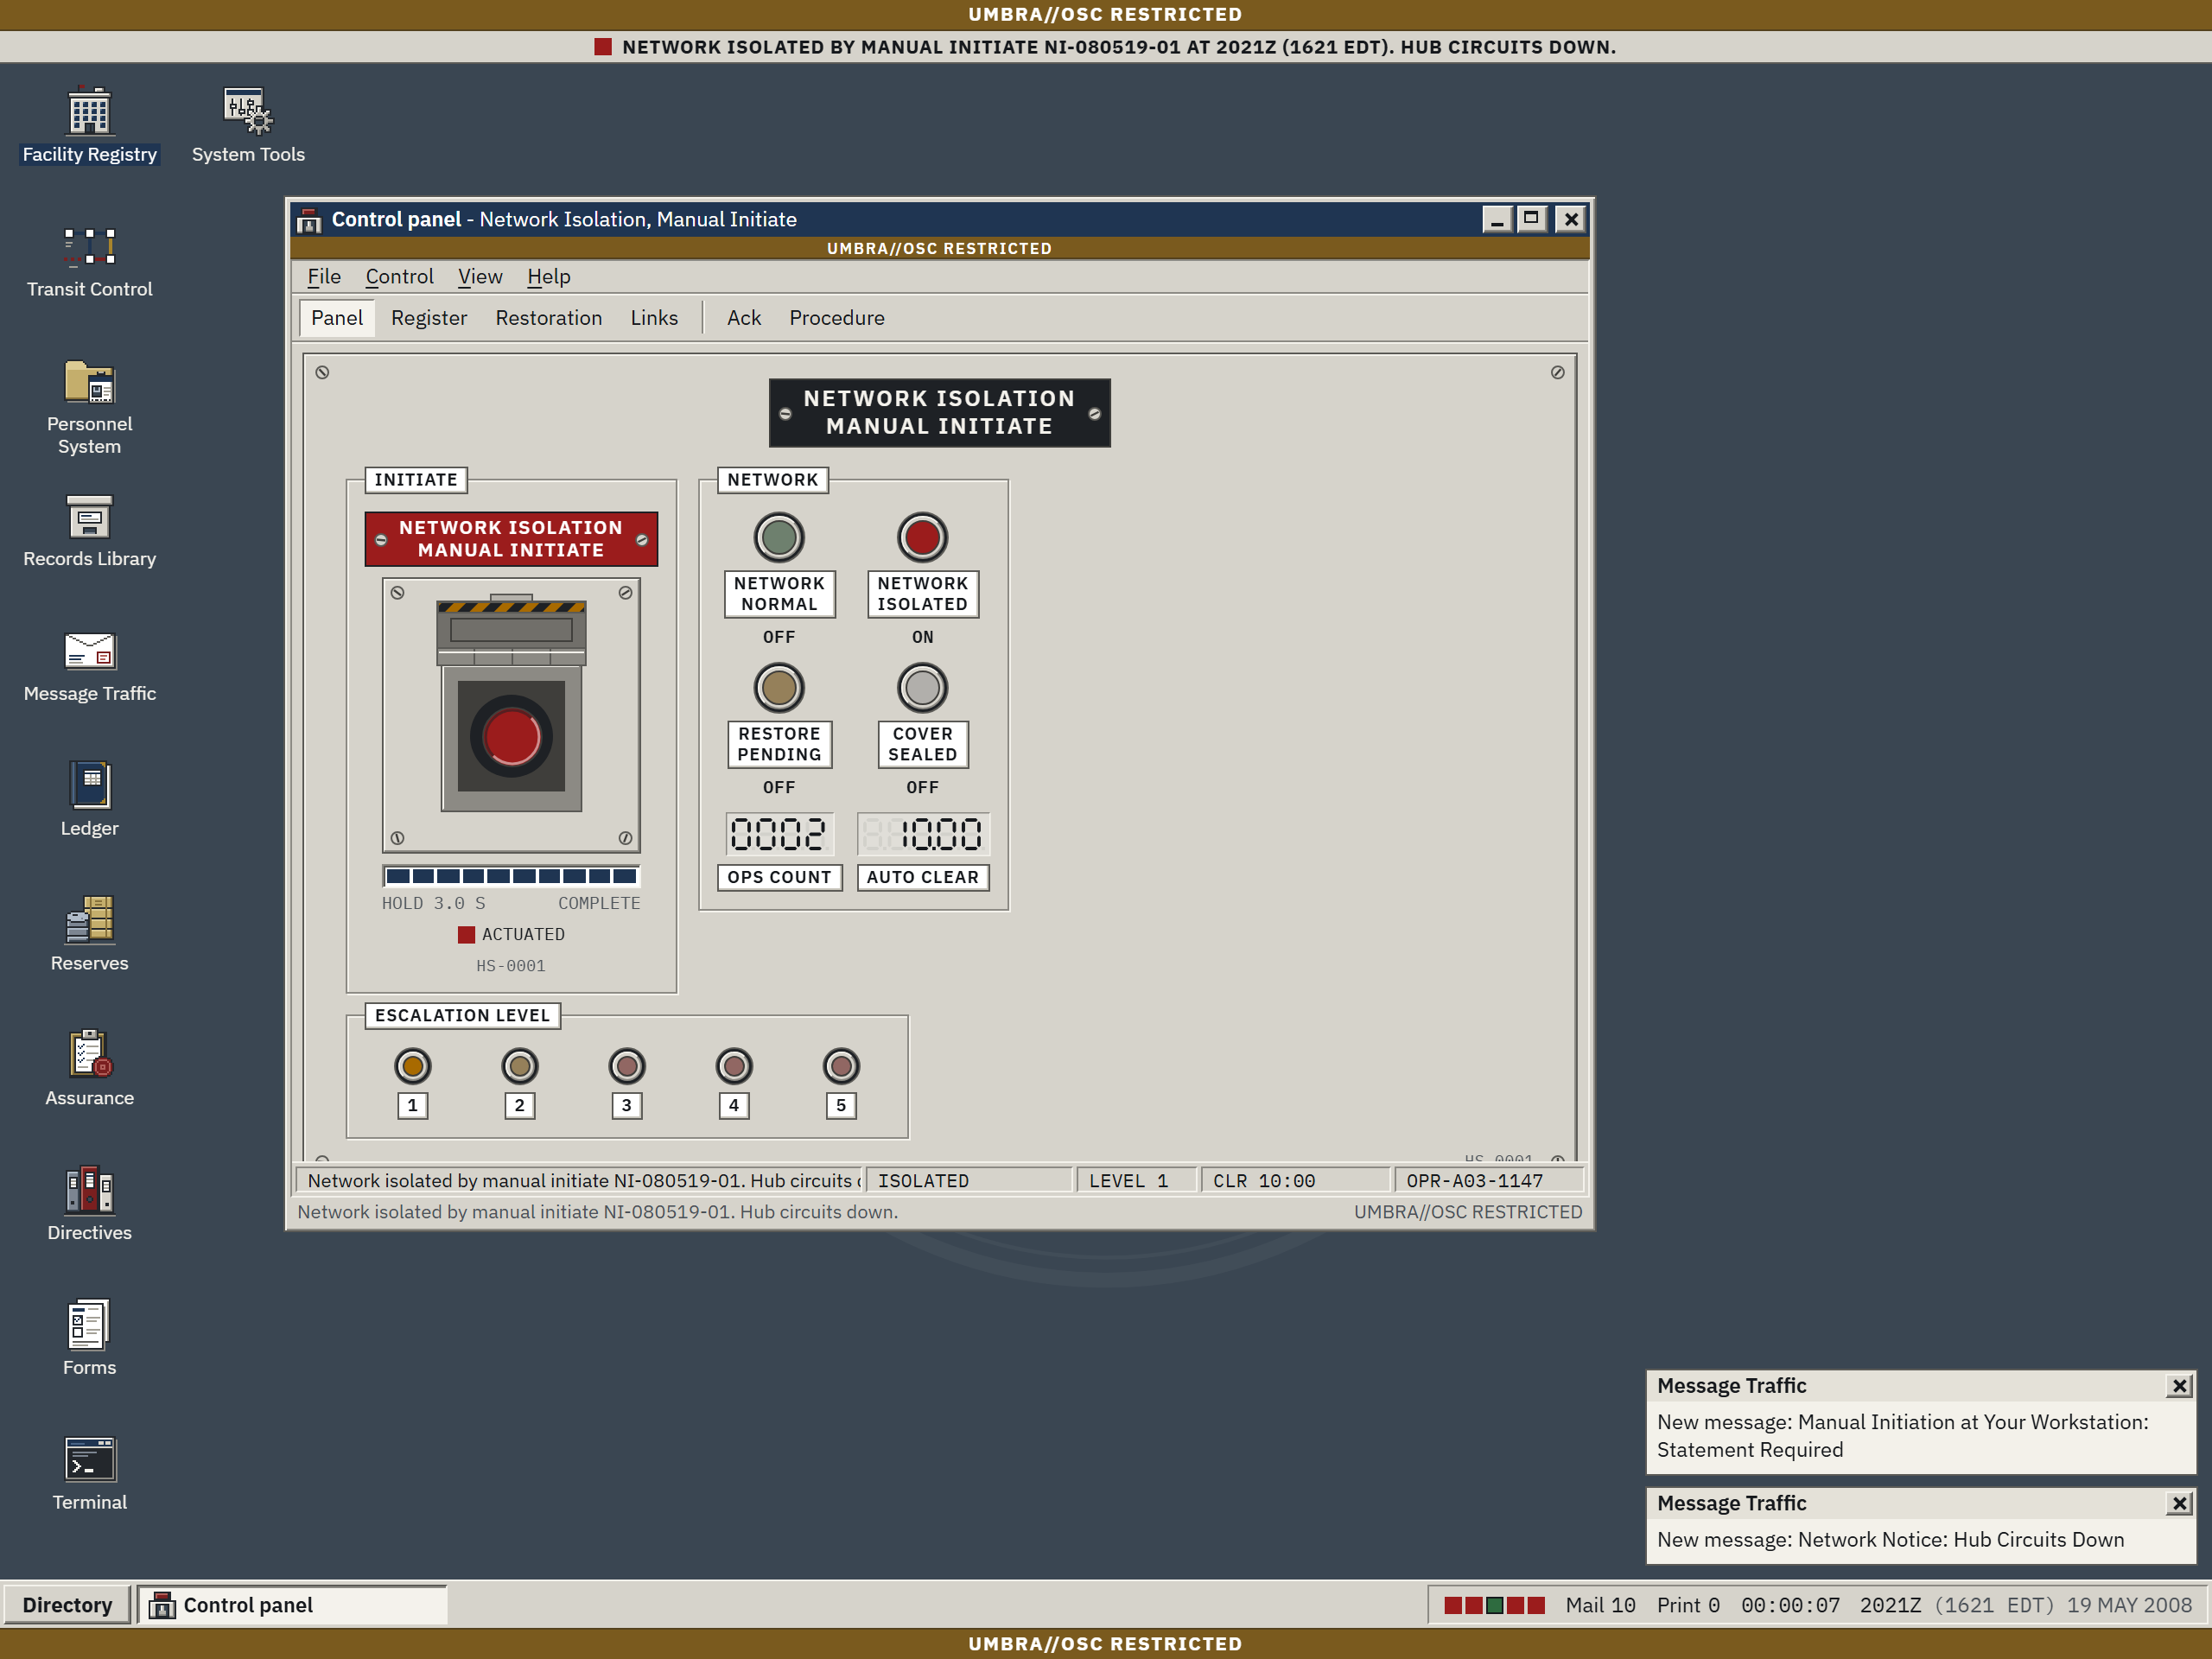 UMBRA//OSC RESTRICTED
NETWORK ISOLATED BY MANUAL INITIATE NI-080519-01 AT 2021Z (1621 EDT). HUB CIRCUITS DOWN.
Facility Registry
System Tools
Transit Control
Personnel
System
Records Library
Message Traffic
Ledger
Reserves
Assurance
Directives
Forms
Terminal
Control panel - Network Isolation, Manual Initiate
UMBRA//OSC RESTRICTED
File Control View Help
Panel Register Restoration Links Ack Procedure
NETWORK ISOLATION
MANUAL INITIATE
INITIATE
NETWORK ISOLATION
MANUAL INITIATE
HOLD 3.0 S COMPLETE
ACTUATED
HS-0001
NETWORK
NETWORK
NORMAL
OFF
NETWORK
ISOLATED
ON
RESTORE
PENDING
OFF
COVER
SEALED
OFF
0002
OPS COUNT
10.00
AUTO CLEAR
ESCALATION LEVEL
1 2 3 4 5
HS-0001
Network isolated by manual initiate NI-080519-01. Hub circuits
ISOLATED
LEVEL 1
CLR 10:00
OPR-A03-1147
Network isolated by manual initiate NI-080519-01. Hub circuits down.
UMBRA//OSC RESTRICTED
Message Traffic
New message: Manual Initiation at Your Workstation:
Statement Required
Message Traffic
New message: Network Notice: Hub Circuits Down
Directory
Control panel
Mail 10 Print 0 00:00:07 2021Z (1621 EDT) 19 MAY 2008
UMBRA//OSC RESTRICTED